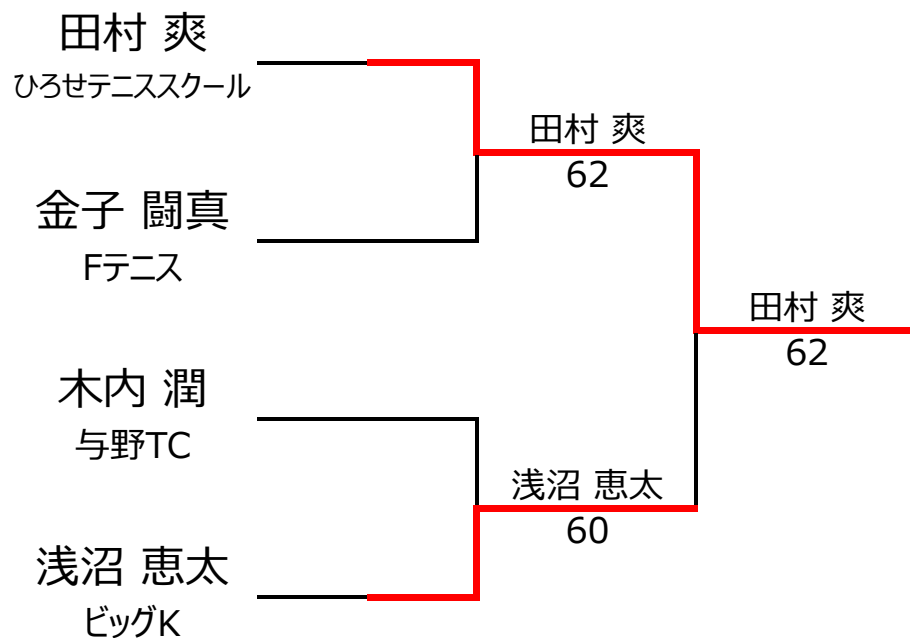 田村 爽
ひろせテニススクール
金子 闘真
Fテニス
木内 潤
与野TC
浅沼 恵太
ビッグK
田村 爽
62
浅沼 恵太
60
田村 爽
62